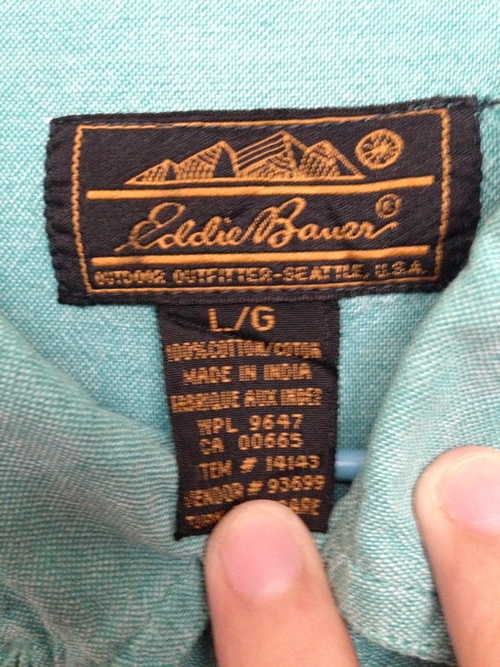 Eddie Bauer®
OUTDOOR OUTFITTER-SEATTLE, U.S.A.
L/G
100% COTTON/COTON
MADE IN INDIA
FABRIQUE AUX INDES
WPL 9647
CA 00665
ITEM # 14143
VENDOR # 93699